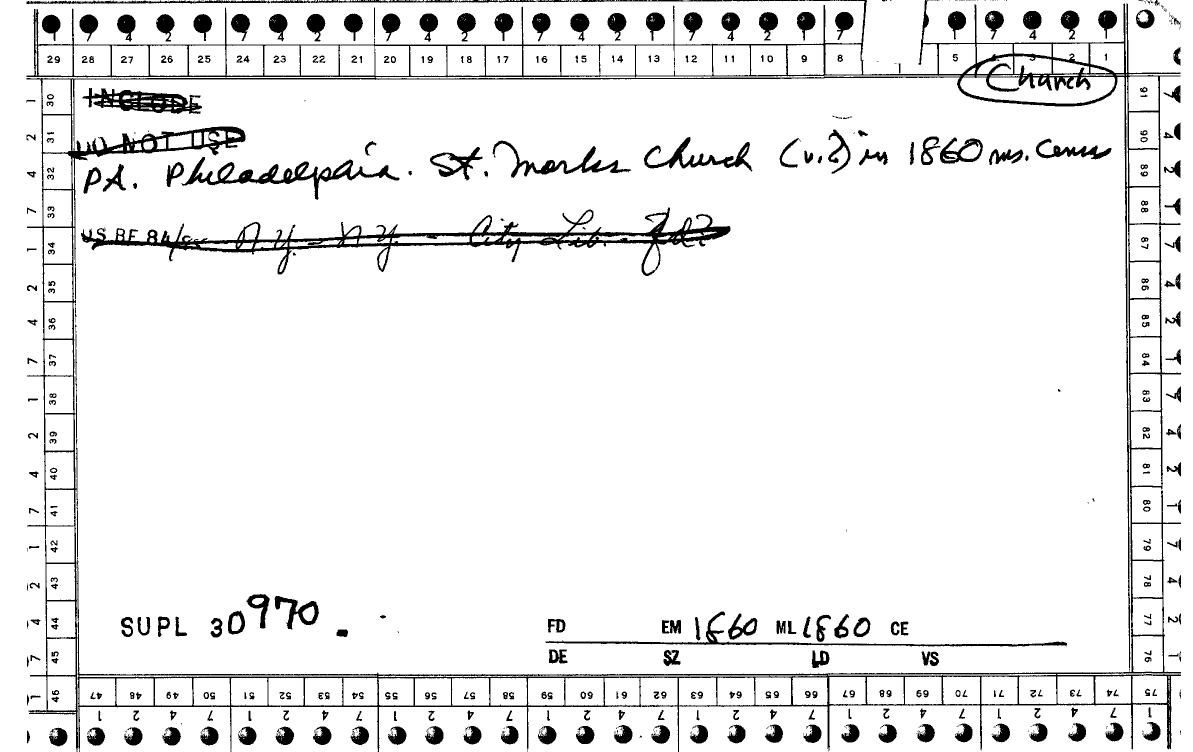 1 7 4 2 1 7 4 2 1 7 4 2 1 7 4 2 1 7 4 2 1 7 1 7 4 2 1
29 28 27 26 25 24 23 22 21 20 19 18 17 16 15 14 13 12 11 10 9 8 5 3 2 1
Church
INCLUDE
DO NOT USE
PA. Philadelphia. St. Marks Church (v.2) in 1860 ms. Census
US BE 84/ N.Y. - N.Y. - City Lib. -
30 31 32 33 34 35 36 37 38 39 40 41 42 43 44 45 46
1 2 4 7 1 2 4 7 1 2 4 7 1 2 4 7 1
91 90 89 88 87 86 85 84 83 82 81 80 79 78 77 76 75
SUPL 30970.
FD EM 1860 ML 1860 CE
DE SZ LD VS
47 48 49 50 51 52 53 54 55 56 57 58 59 60 61 62 63 64 65 66 67 68 69 70 71 72 73 74 75
1 2 4 7 1 2 4 7 1 2 4 7 1 2 4 7 1 2 4 7 1 2 4 7 1 2 4 7 1